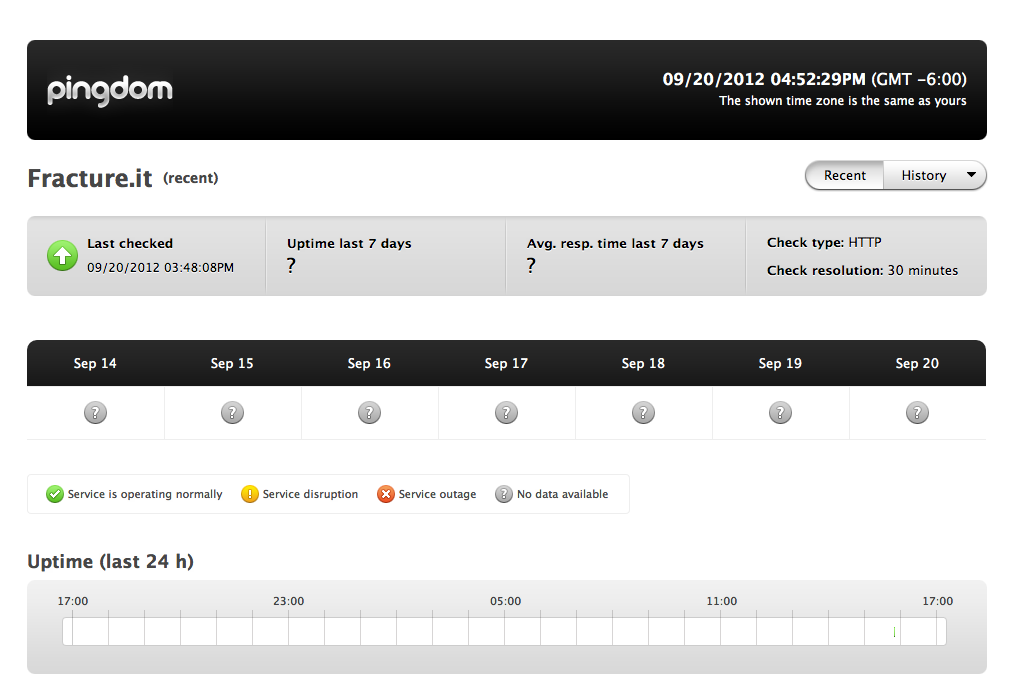 pingdom
09/20/2012 04:52:29PM (GMT −6:00)
The shown time zone is the same as yours
Fracture.it (recent)
Recent History
Last checked
09/20/2012 03:48:08PM
Uptime last 7 days
?
Avg. resp. time last 7 days
?
Check type: HTTP
Check resolution: 30 minutes
Sep 14 Sep 15 Sep 16 Sep 17 Sep 18 Sep 19 Sep 20
? ? ? ? ? ? ?
Service is operating normally ! Service disruption Service outage ? No data available
Uptime (last 24 h)
17:00 23:00 05:00 11:00 17:00